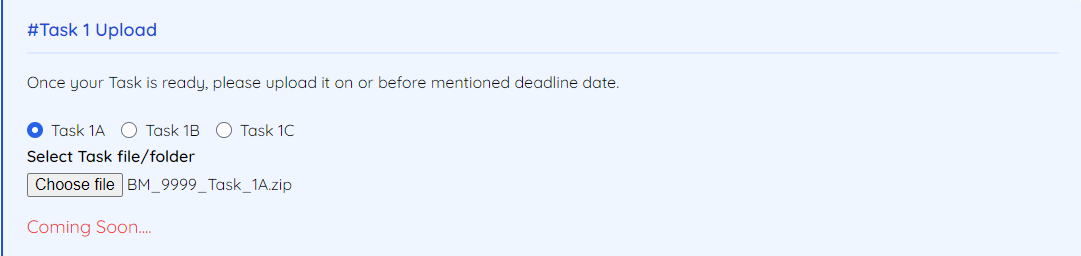 #Task 1 Upload
Once your Task is ready, please upload it on or before mentioned deadline date.
Task 1A Task 1B Task 1C
Select Task file/folder
Choose file BM_9999_Task_1A.zip
Coming Soon....